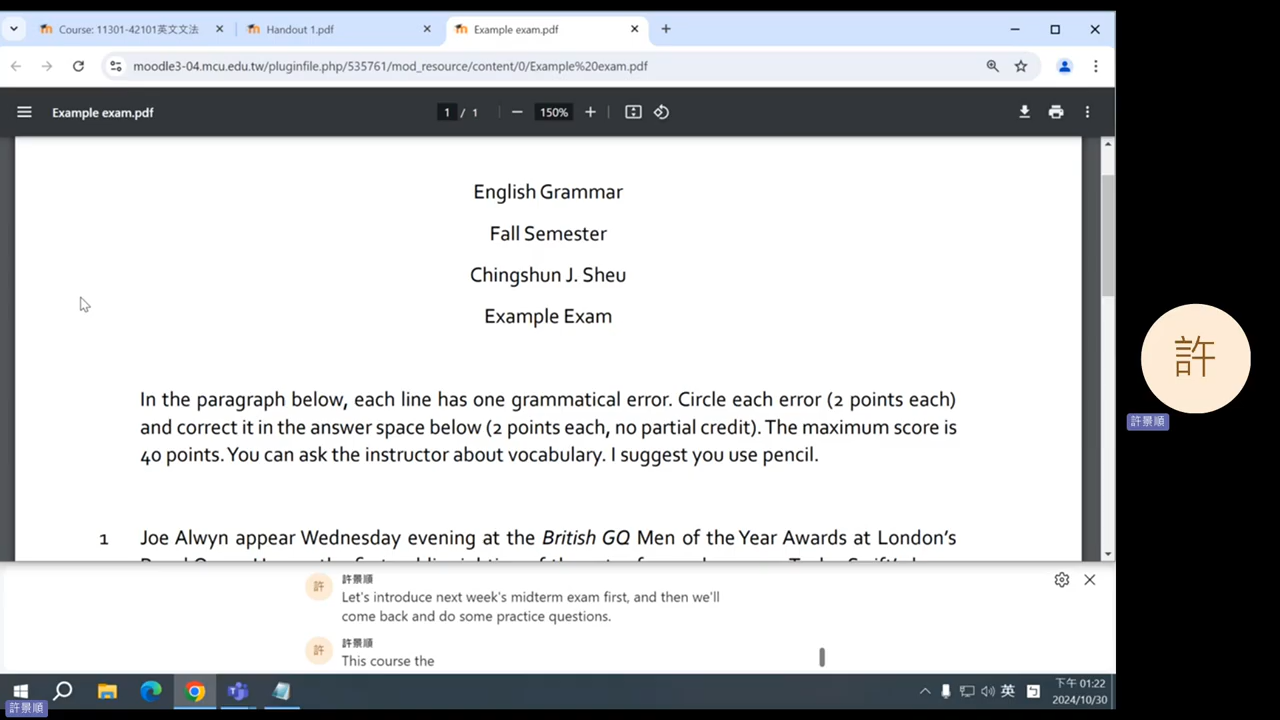 Course: 11301-42101英文文法
Handout 1.pdf
Example exam.pdf
moodle3-04.mcu.edu.tw/pluginfile.php/535761/mod_resource/content/0/Example%20exam.pdf
Example exam.pdf
1 / 1
150%
English Grammar
Fall Semester
Chingshun J. Sheu
Example Exam
In the paragraph below, each line has one grammatical error. Circle each error (2 points each)
and correct it in the answer space below (2 points each, no partial credit). The maximum score is
40 points. You can ask the instructor about vocabulary. I suggest you use pencil.
1 Joe Alwyn appear Wednesday evening at the British GQ Men of the Year Awards at London's
許
許景順
許
許景順
Let's introduce next week's midterm exam first, and then we'll
come back and do some practice questions.
許
許景順
This course the
英
下午 01:22
2024/10/30
許景順